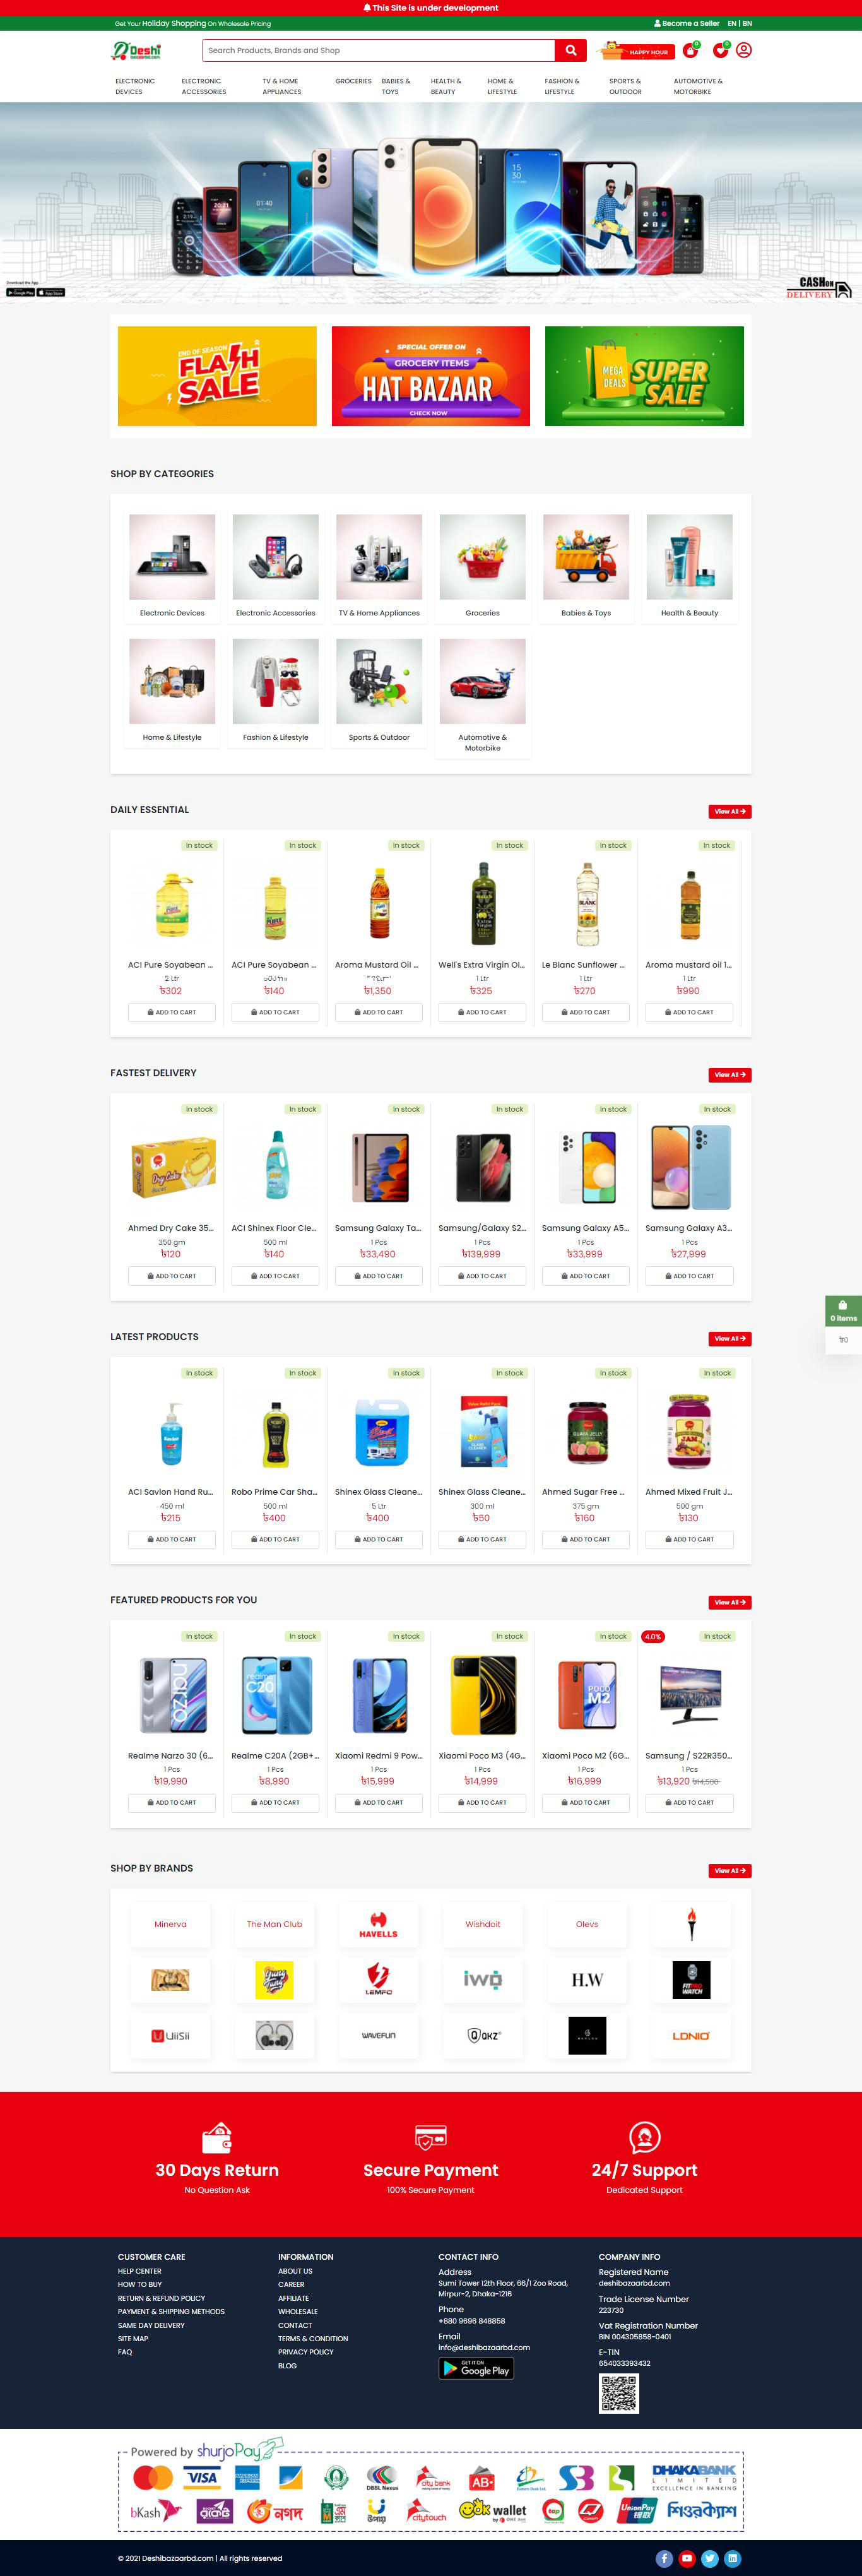 This Site is under development
Get Your Holiday Shopping On Wholesale Pricing
Become a Seller EN | BN
Deshi
bazaarbd.com
Search Products, Brands and Shop
HAPPY HOUR
0
0
ELECTRONIC DEVICES
ELECTRONIC ACCESSORIES
TV & HOME APPLIANCES
GROCERIES
BABIES & TOYS
HEALTH & BEAUTY
HOME & LIFESTYLE
FASHION & LIFESTYLE
SPORTS & OUTDOOR
AUTOMOTIVE & MOTORBIKE
20:21
01:40
15
30
Download the App
Google Play
App Store
CASH ON
DELIVERY
END OF SEASON
FLASH
SALE
SPECIAL OFFER ON
GROCERY ITEMS
HAT BAZAAR
CHECK NOW
MEGA
DEALS
SUPER
SALE
SHOP BY CATEGORIES
Electronic Devices
Electronic Accessories
TV & Home Appliances
Groceries
Babies & Toys
Health & Beauty
Home & Lifestyle
Fashion & Lifestyle
Sports & Outdoor
Automotive &
Motorbike
DAILY ESSENTIAL
View All
In stock In stock In stock In stock In stock In stock
ACI Pure Soyabean ... ACI Pure Soyabean ... Aroma Mustard Oil ... Well's Extra Virgin Ol... Le Blanc Sunflower ... Aroma mustard oil 1...
2 Ltr 1 Ltr 1 Ltr 1 Ltr
৳302 ৳140 ৳1,350 ৳325 ৳270 ৳990
ADD TO CART ADD TO CART ADD TO CART ADD TO CART ADD TO CART ADD TO CART
FASTEST DELIVERY
View All
In stock In stock In stock In stock In stock In stock
Ahmed Dry Cake 35... ACI Shinex Floor Cle... Samsung Galaxy Ta... Samsung/Galaxy S2... Samsung Galaxy A5... Samsung Galaxy A3...
350 gm 500 ml 1 Pcs 1 Pcs 1 Pcs 1 Pcs
৳120 ৳140 ৳33,490 ৳139,999 ৳33,999 ৳27,999
ADD TO CART ADD TO CART ADD TO CART ADD TO CART ADD TO CART ADD TO CART
0 items
৳0
LATEST PRODUCTS
View All
In stock In stock In stock In stock In stock In stock
ACI Savlon Hand Ru... Robo Prime Car Sha... Shinex Glass Cleane... Shinex Glass Cleane... Ahmed Sugar Free ... Ahmed Mixed Fruit J...
450 ml 500 ml 5 Ltr 300 ml 375 gm 500 gm
৳215 ৳400 ৳400 ৳50 ৳160 ৳130
ADD TO CART ADD TO CART ADD TO CART ADD TO CART ADD TO CART ADD TO CART
FEATURED PRODUCTS FOR YOU
View All
In stock In stock In stock In stock In stock 4.0% In stock
narzo
realme
C20
POCO
M2
Realme Narzo 30 (6... Realme C20A (2GB+... Xiaomi Redmi 9 Pow... Xiaomi Poco M3 (4G... Xiaomi Poco M2 (6G... Samsung / S22R350...
1 Pcs 1 Pcs 1 Pcs 1 Pcs 1 Pcs 1 Pcs
৳19,990 ৳8,990 ৳15,999 ৳14,999 ৳16,999 ৳13,920 ৳14,500
ADD TO CART ADD TO CART ADD TO CART ADD TO CART ADD TO CART ADD TO CART
SHOP BY BRANDS
View All
Minerva The Man Club HAVELLS Wishdoit Olevs
LEMFO iwo H.W FITPRO WATCH
UiiSii WAVEFUN QKZ LDNIO
30 Days Return Secure Payment 24/7 Support
No Question Ask 100% Secure Payment Dedicated Support
CUSTOMER CARE
HELP CENTER
HOW TO BUY
RETURN & REFUND POLICY
PAYMENT & SHIPPING METHODS
SAME DAY DELIVERY
SITE MAP
FAQ
INFORMATION
ABOUT US
CAREER
AFFILIATE
WHOLESALE
CONTACT
TERMS & CONDITION
PRIVACY POLICY
BLOG
CONTACT INFO
Address
Sumi Tower 12th Floor, 66/1 Zoo Road,
Mirpur-2, Dhaka-1216
Phone
+880 9696 848858
Email
info@deshibazaarbd.com
GET IT ON
Google Play
COMPANY INFO
Registered Name
deshibazaarbd.com
Trade License Number
223730
Vat Registration Number
BIN 004305858-0401
E-TIN
654033393432
Powered by shurjoPay
MasterCard VISA DBBL Nexus city bank AB DHAKA BANK
LIMITED
EXCELLENCE IN BANKING
bKash নগদ উপায় citytouch OK wallet tap UnionPay শিওরক্যাশ
© 2021 Deshibazaarbd.com | All rights reserved